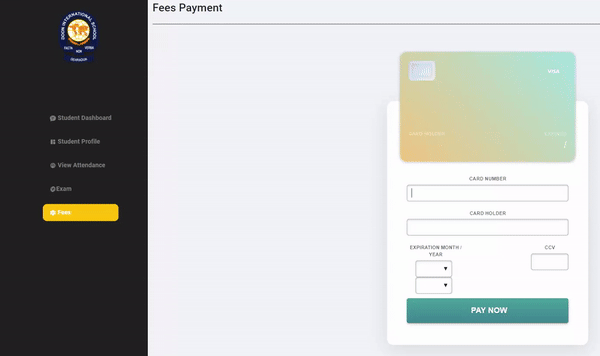 DOON INTERNATIONAL SCHOOL
Fees Payment
Student Dashboard
Student Profile
View Attendance
Exam
Fees
VISA
CARD HOLDER
CARD NUMBER
CARD HOLDER
EXPIRATION MONTH /
YEAR
CCV
PAY NOW